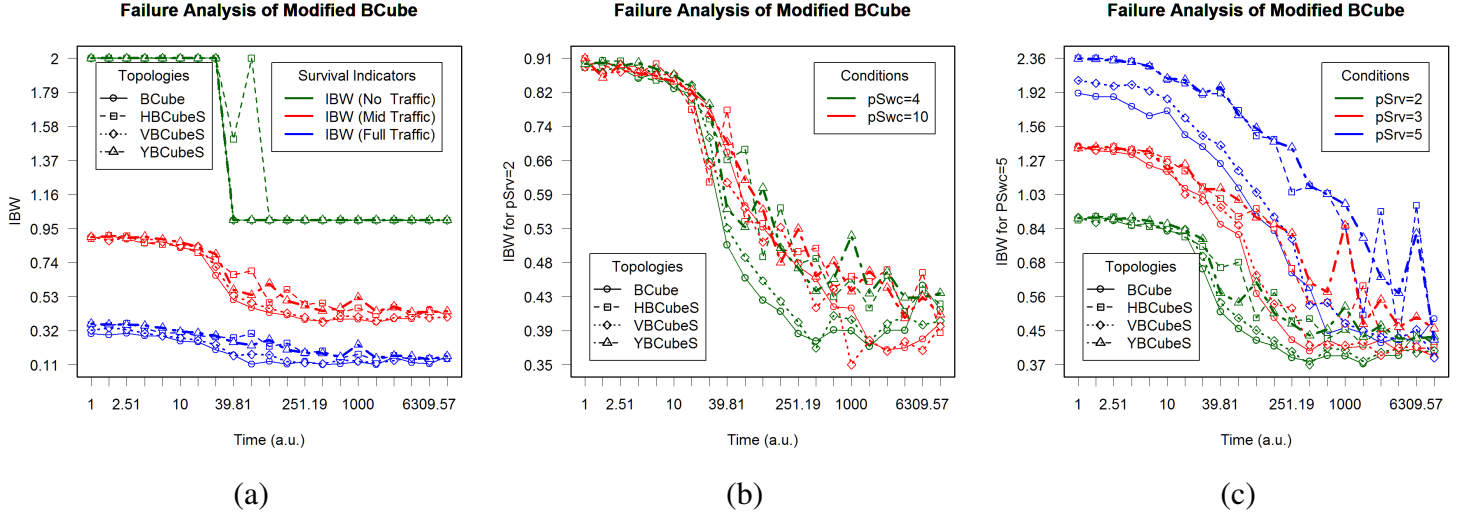 Failure Analysis of Modified BCube
IBW
2
1.79
1.58
1.37
1.16
0.95
0.74
0.53
0.32
0.11
Topologies
BCube
HBCubeS
VBCubeS
YBCubeS
Survival Indicators
IBW (No Traffic)
IBW (Mid Traffic)
IBW (Full Traffic)
1 2.51 10 39.81 251.19 1000 6309.57
Time (a.u.)
(a)
Failure Analysis of Modified BCube
IBW for pSrv=2
0.91
0.82
0.74
0.66
0.59
0.53
0.48
0.43
0.39
0.35
Conditions
pSwc=4
pSwc=10
Topologies
BCube
HBCubeS
VBCubeS
YBCubeS
1 2.51 10 39.81 251.19 1000 6309.57
Time (a.u.)
(b)
Failure Analysis of Modified BCube
IBW for PSwc=5
2.36
1.92
1.56
1.27
1.03
0.84
0.68
0.56
0.45
0.37
Conditions
pSrv=2
pSrv=3
pSrv=5
Topologies
BCube
HBCubeS
VBCubeS
YBCubeS
1 2.51 10 39.81 251.19 1000 6309.57
Time (a.u.)
(c)